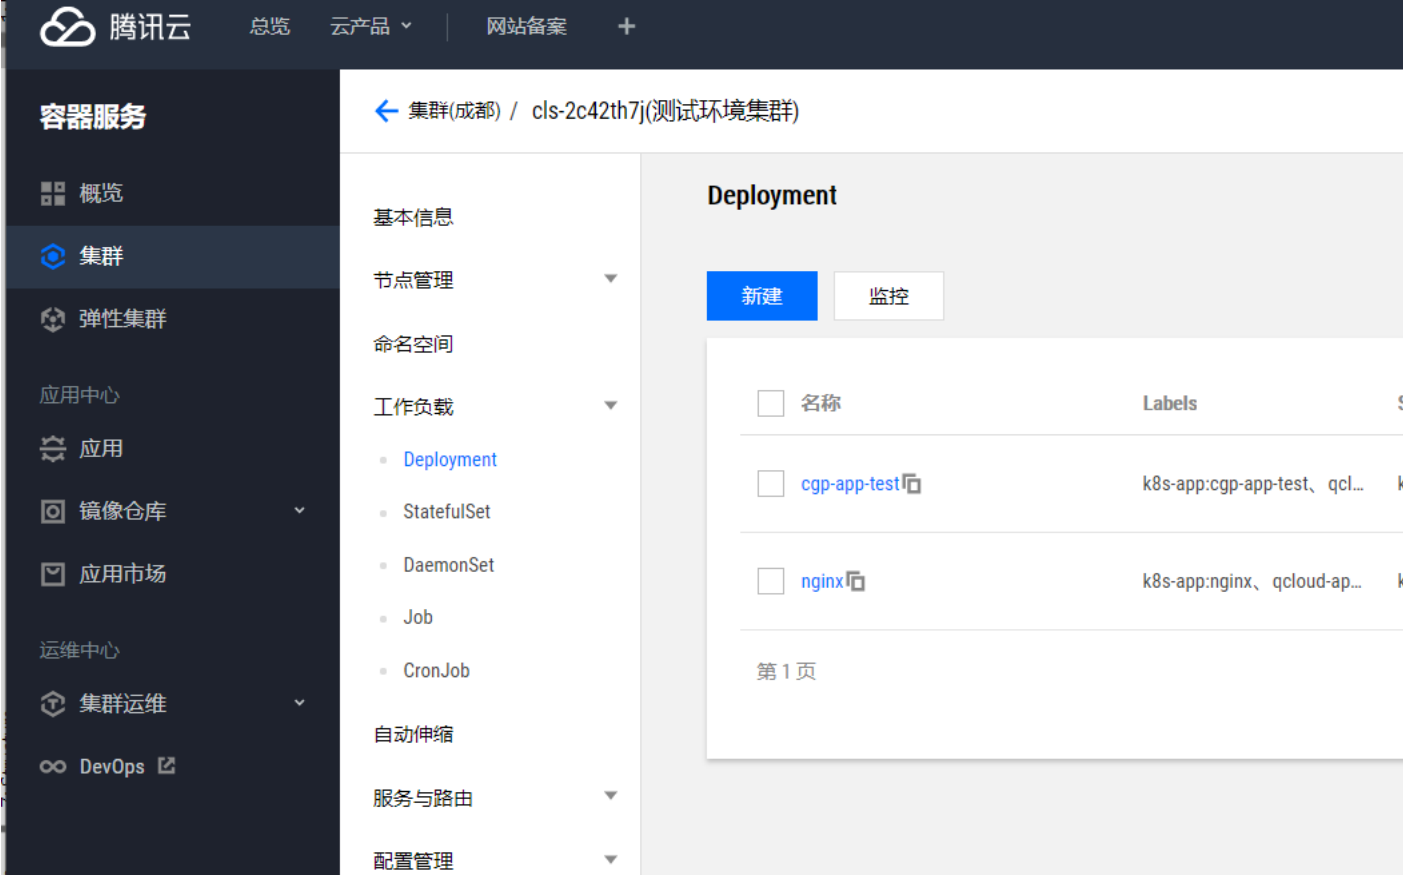 腾讯云 总览 云产品 网站备案 +
容器服务
概览
集群
弹性集群
应用中心
应用
镜像仓库
应用市场
运维中心
集群运维
DevOps
集群(成都) / cls-2c42th7j(测试环境集群)
基本信息
节点管理
命名空间
工作负载
Deployment
StatefulSet
DaemonSet
Job
CronJob
自动伸缩
服务与路由
配置管理
Deployment
新建 监控
名称 Labels
cgp-app-test k8s-app:cgp-app-test、qcl...
nginx k8s-app:nginx、qcloud-ap...
第 1 页